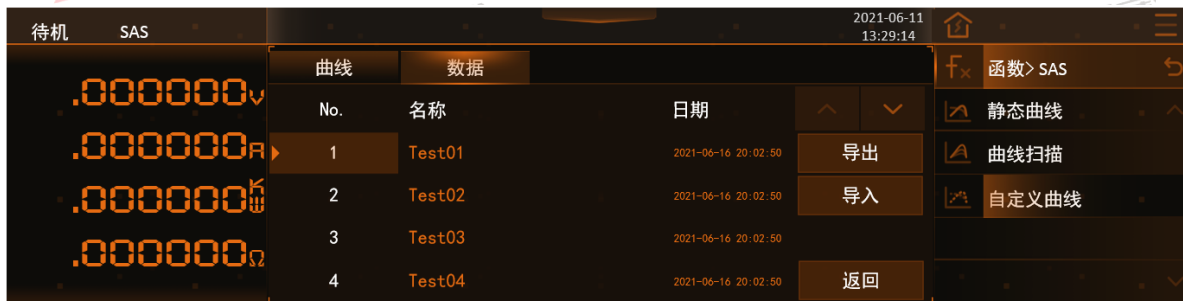 待机 SAS
2021-06-11
13:29:14
.000000V
.000000A
.000000KW
.000000Ω
曲线 数据
No. 名称 日期
1 Test01 2021-06-16 20:02:50 导出
2 Test02 2021-06-16 20:02:50 导入
3 Test03 2021-06-16 20:02:50
4 Test04 2021-06-16 20:02:50 返回
fx 函数> SAS
静态曲线
曲线扫描
自定义曲线